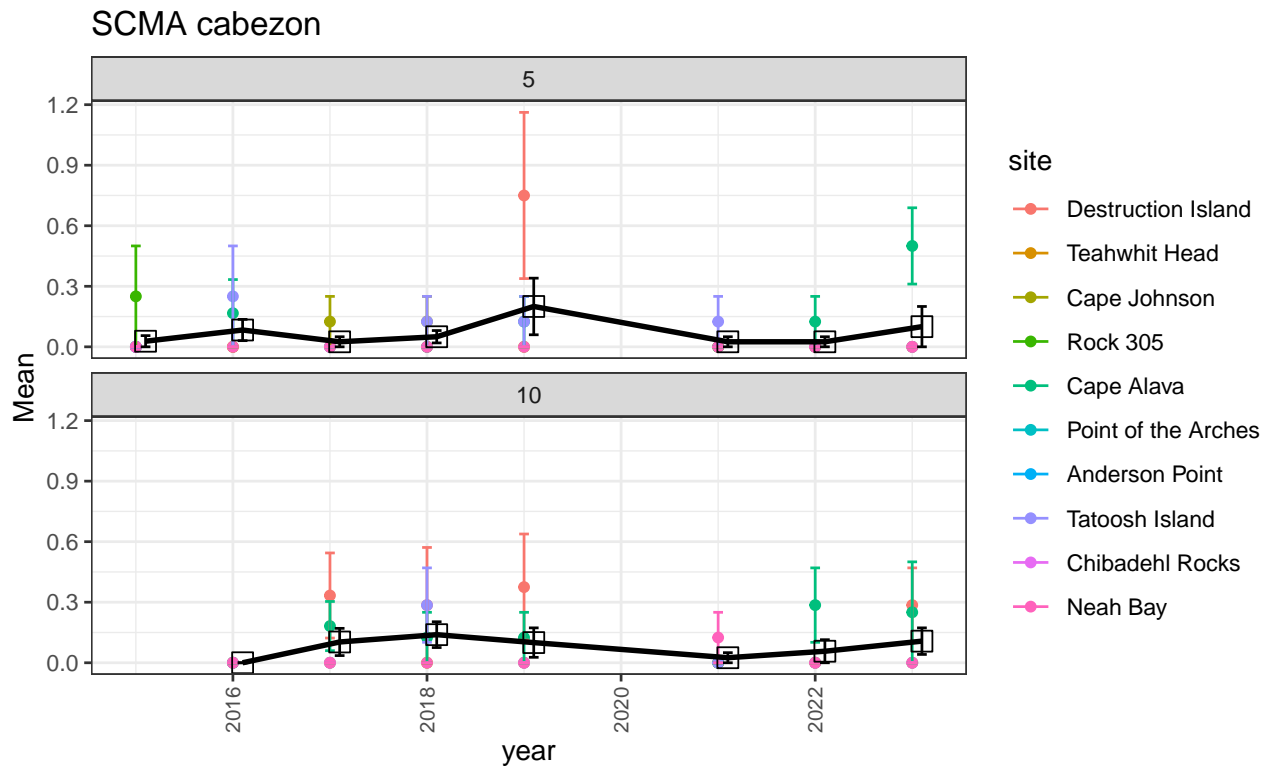 SCMA cabezon
5
1.2
0.9
0.6
0.3
0.0
10
1.2
0.9
0.6
0.3
0.0
Mean
2016
2018
2020
2022
year
site
Destruction Island
Teahwhit Head
Cape Johnson
Rock 305
Cape Alava
Point of the Arches
Anderson Point
Tatoosh Island
Chibadehl Rocks
Neah Bay